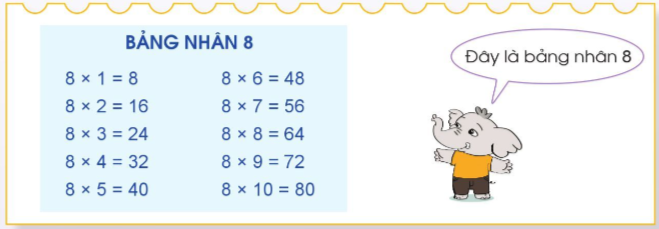 BẢNG NHÂN 8
8 × 1 = 8
8 × 2 = 16
8 × 3 = 24
8 × 4 = 32
8 × 5 = 40
8 × 6 = 48
8 × 7 = 56
8 × 8 = 64
8 × 9 = 72
8 × 10 = 80
Đây là bảng nhân 8